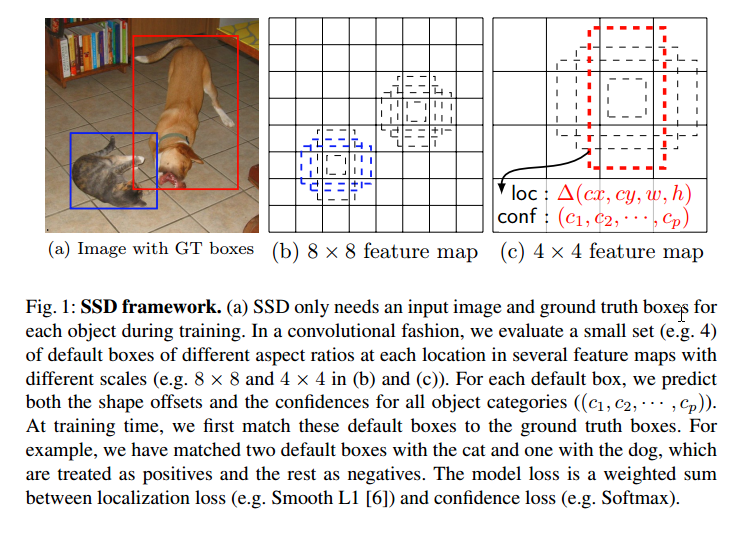 loc : Δ(cx, cy, w, h)
conf : (c₁, c₂, ⋯ , cₚ)
(a) Image with GT boxes (b) 8 × 8 feature map (c) 4 × 4 feature map
Fig. 1: SSD framework. (a) SSD only needs an input image and ground truth boxes for
each object during training. In a convolutional fashion, we evaluate a small set (e.g. 4)
of default boxes of different aspect ratios at each location in several feature maps with
different scales (e.g. 8 × 8 and 4 × 4 in (b) and (c)). For each default box, we predict
both the shape offsets and the confidences for all object categories ((c₁, c₂, ⋯ , cₚ)).
At training time, we first match these default boxes to the ground truth boxes. For
example, we have matched two default boxes with the cat and one with the dog, which
are treated as positives and the rest as negatives. The model loss is a weighted sum
between localization loss (e.g. Smooth L1 [6]) and confidence loss (e.g. Softmax).